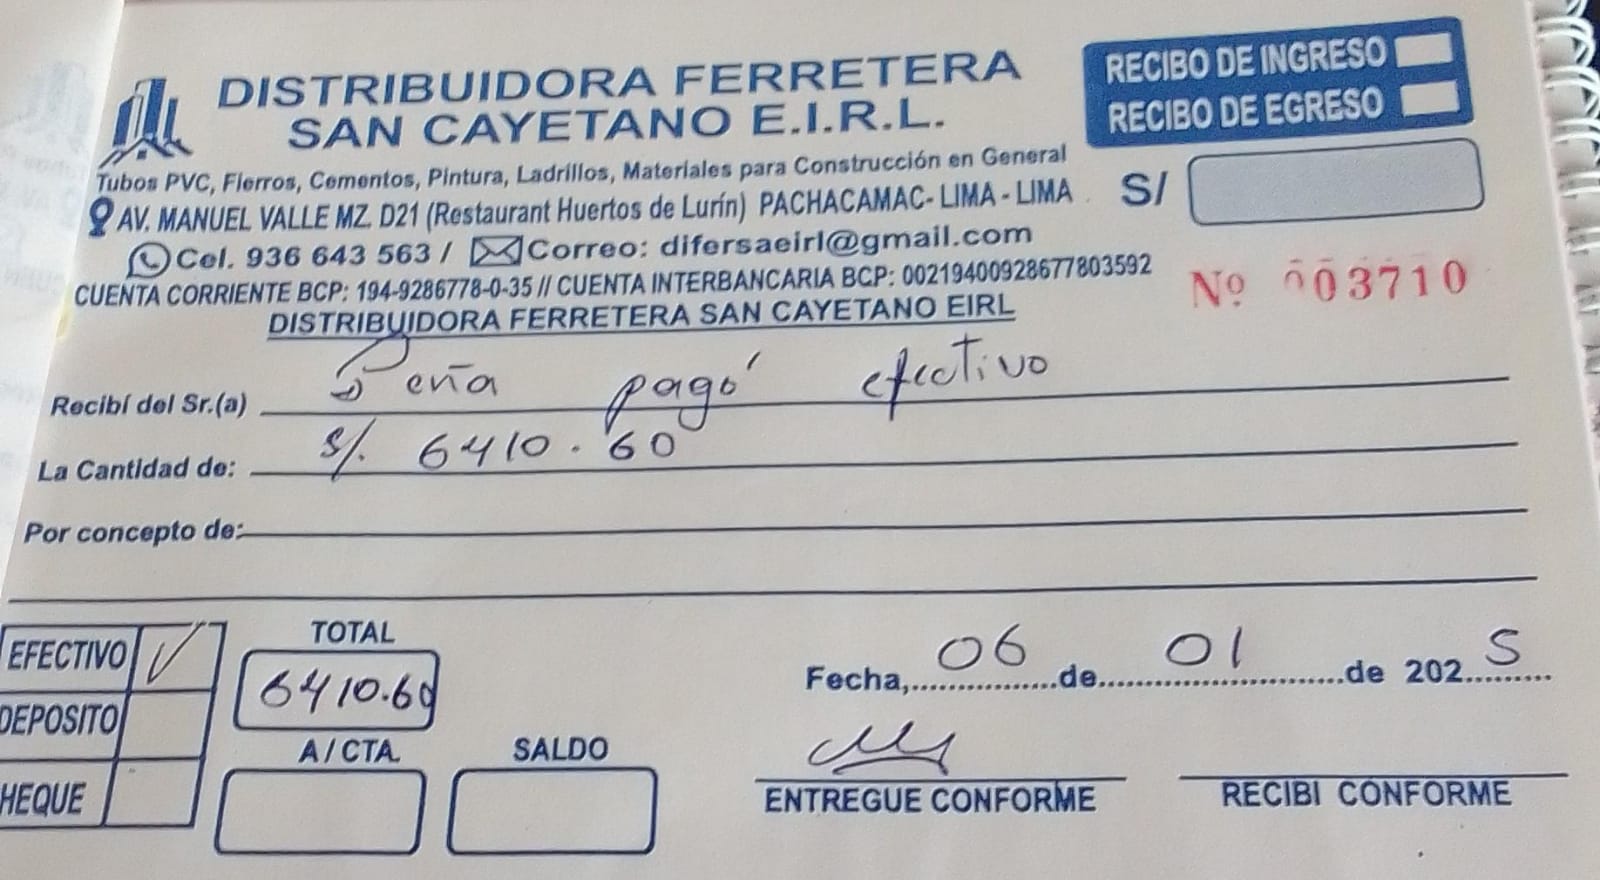 DISTRIBUIDORA FERRETERA
SAN CAYETANO E.I.R.L.
Tubos PVC, Fierros, Cementos, Pintura, Ladrillos, Materiales para Construcción en General
AV. MANUEL VALLE MZ. D21 (Restaurant Huertos de Lurín) PACHACAMAC- LIMA - LIMA
Cel. 936 643 563 / Correo: difersaeirl@gmail.com
CUENTA CORRIENTE BCP: 194-9286778-0-35 // CUENTA INTERBANCARIA BCP: 00219400928677803592
DISTRIBUIDORA FERRETERA SAN CAYETANO EIRL
RECIBO DE INGRESO
RECIBO DE EGRESO
S/
Nº 003710
Recibí del Sr.(a) Peña pagó efectivo
La Cantidad de: S/. 6410.60
Por concepto de:
EFECTIVO ✓
DEPOSITO
HEQUE
TOTAL
6410.60
A / CTA.
SALDO
Fecha, 06 de 01 de 2025
ENTREGUE CONFORME
RECIBI CONFORME